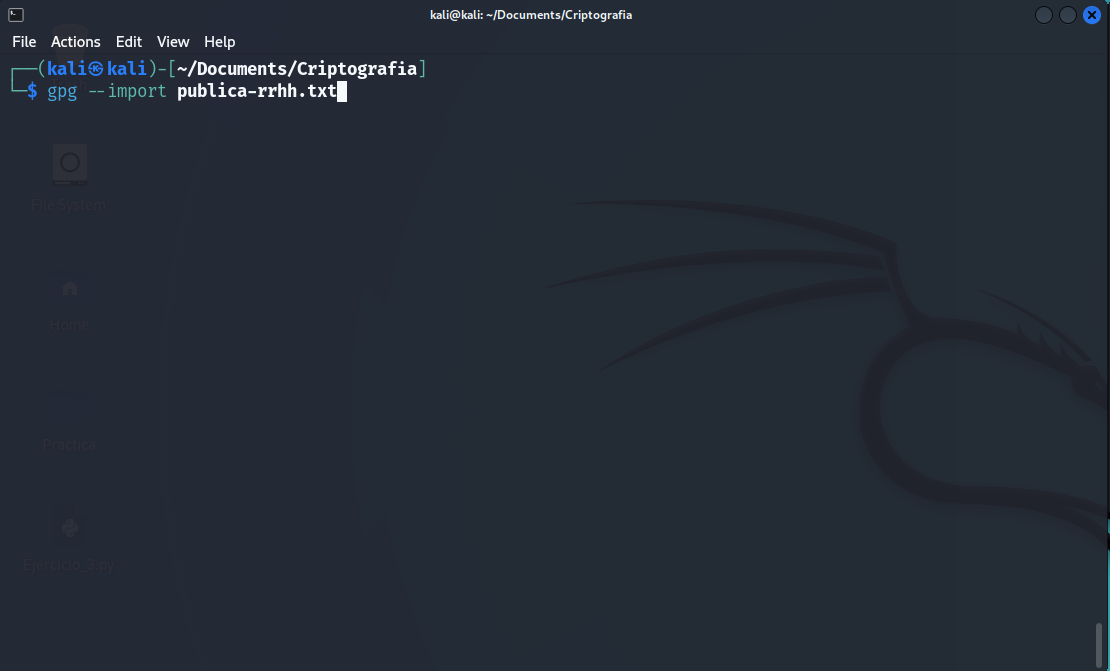 kali@kali: ~/Documents/Criptografia
File Actions Edit View Help
(kali㉿kali)-[~/Documents/Criptografia]
$ gpg --import publica-rrhh.txt
File System
Home
Practica
Ejercicio_3.py